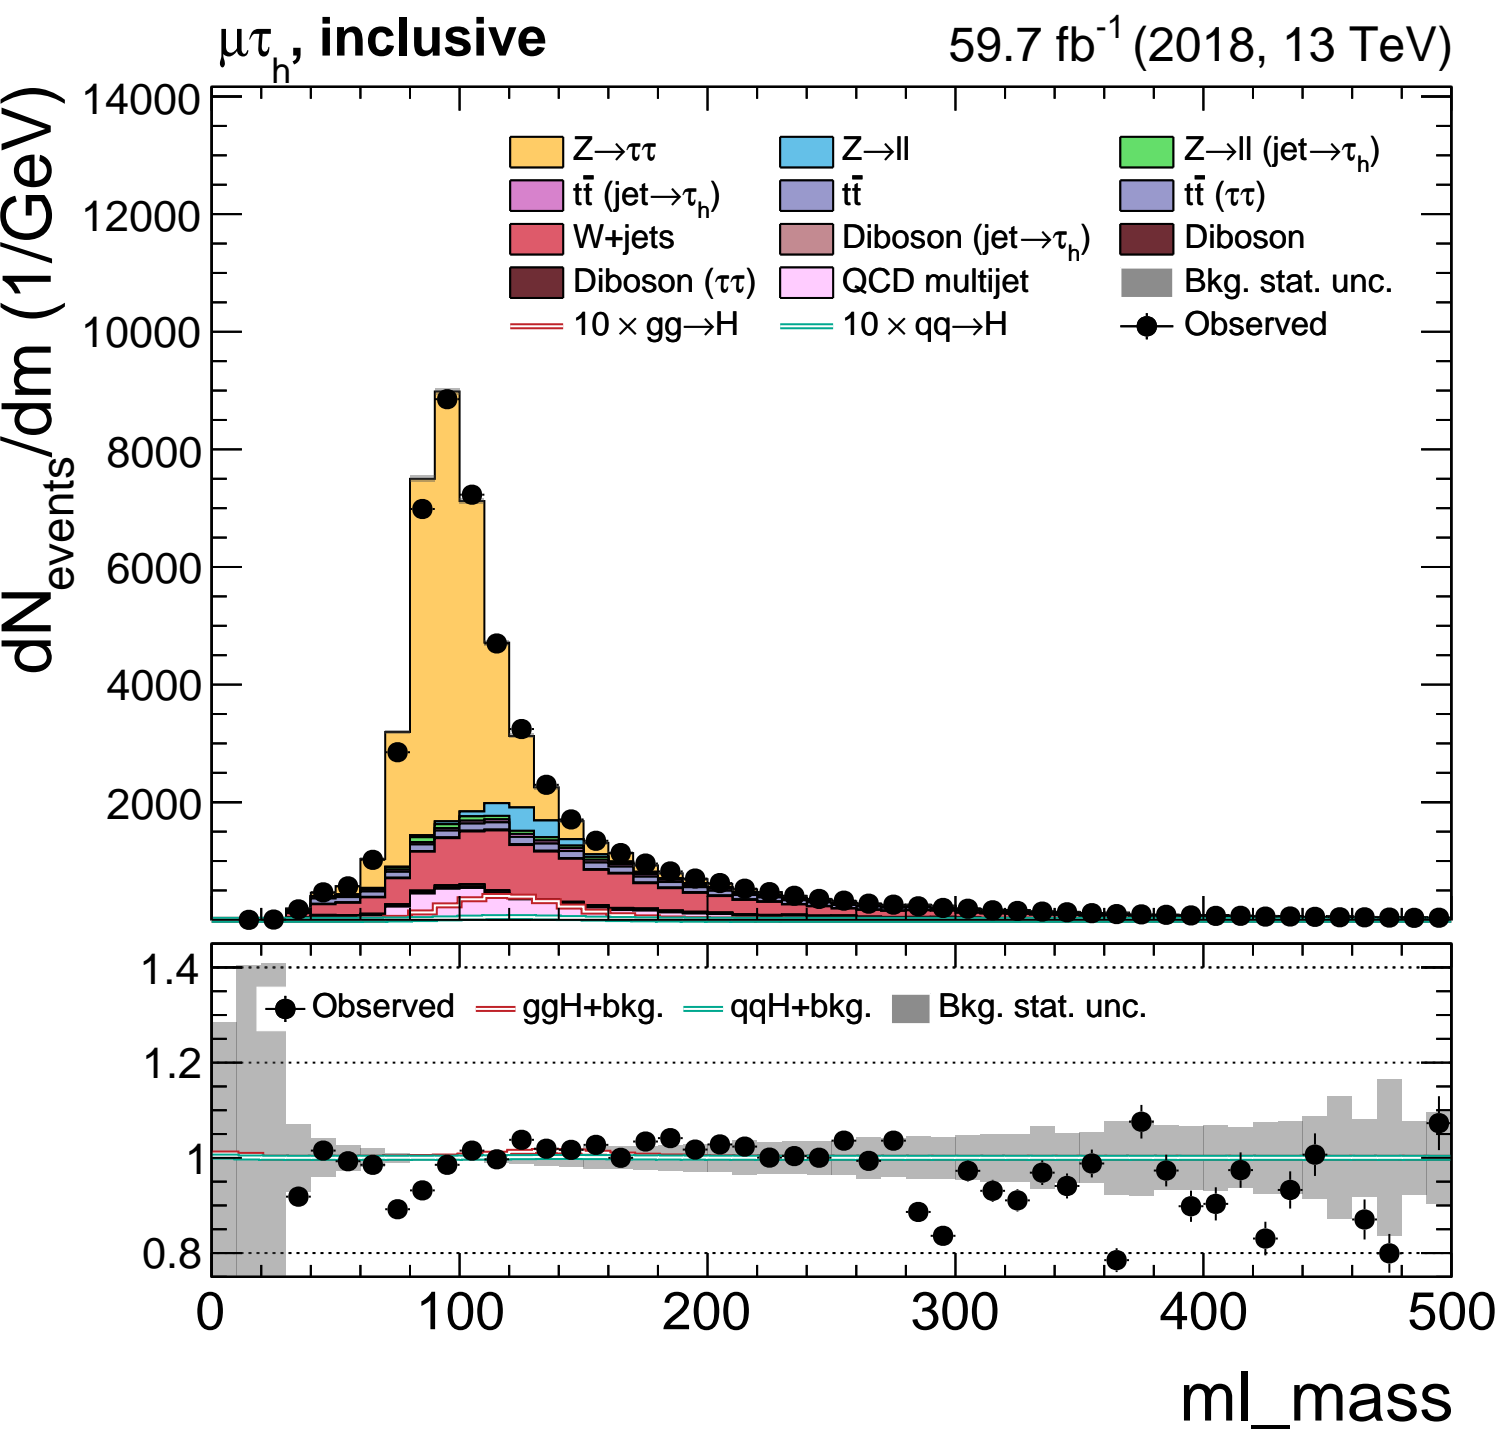 μτh, inclusive 59.7 fb-1 (2018, 13 TeV)
dNevents/dm (1/GeV)
14000
12000
10000
8000
6000
4000
2000
Z→ττ Z→ll Z→ll (jet→τh)
tt̄ (jet→τh) tt̄ tt̄ (ττ)
W+jets Diboson (jet→τh) Diboson
Diboson (ττ) QCD multijet Bkg. stat. unc.
10 × gg→H 10 × qq→H Observed
1.4
1.2
1
0.8
Observed ggH+bkg. qqH+bkg. Bkg. stat. unc.
0 100 200 300 400 500
ml_mass